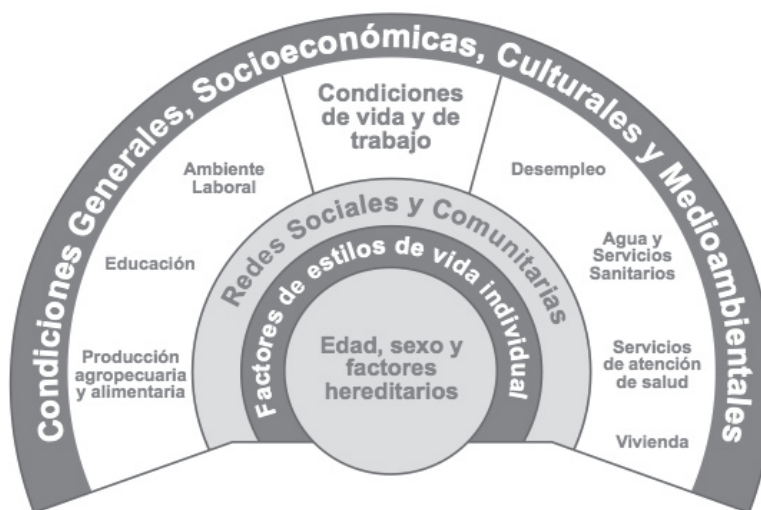 Condiciones Generales, Socioeconómicas, Culturales y Medioambientales
Condiciones
de vida y de
trabajo
Ambiente
Laboral
Desempleo
Redes Sociales y Comunitarias
Educación
Agua y
Servicios
Sanitarios
Factores de estilos de vida individual
Producción
agropecuaria
y alimentaria
Edad, sexo y
factores
hereditarios
Servicios
de atención
de salud
Vivienda